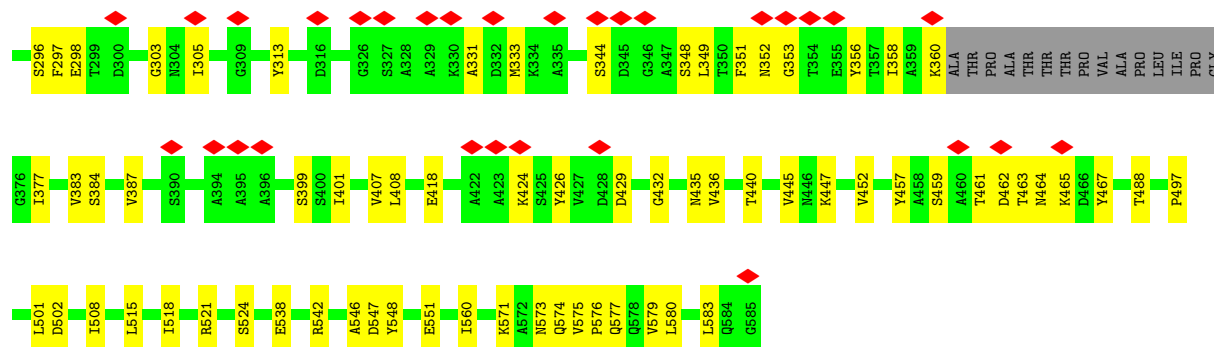 S296 F297 E298 T299 D300 G303 N304 I305 G309 Y313 D316 G326 S327 A328 A329 K330 A331 D332 M333 K334 A335 S344 D345 G346 A347 S348 L349 T350 F351 N352 G353 T354 E355 Y356 T357 I358 A359 K360 ALA THR PRO ALA THR THR THR PRO VAL ALA PRO LEU ILE PRO GLY
G376 I377 V383 S384 V387 S390 A394 A395 A396 S399 S400 I401 V407 L408 E418 A422 A423 K424 S425 Y426 V427 D428 D429 G432 N435 V436 T440 V445 N446 K447 V452 Y457 A458 S459 A460 T461 D462 T463 N464 K465 D466 Y467 T488 P497
L501 D502 I508 L515 I518 R521 S524 E538 R542 A546 D547 Y548 E551 I560 K571 A572 N573 Q574 V575 P576 Q577 Q578 V579 L580 L583 Q584 G585